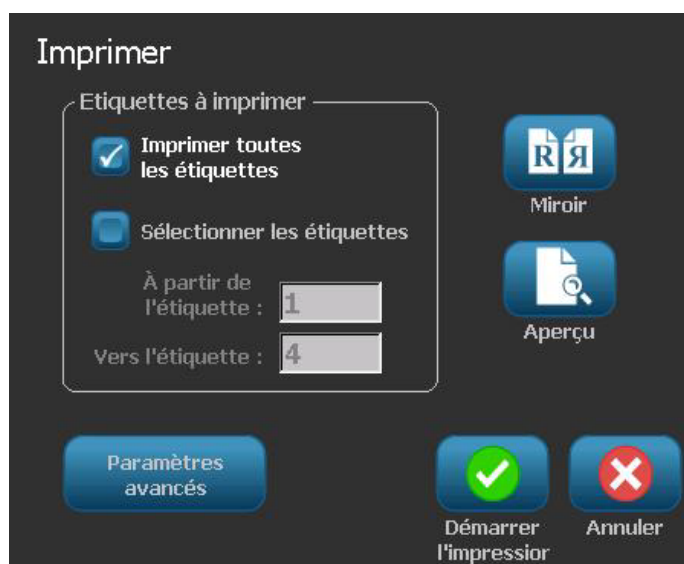 Imprimer
Etiquettes à imprimer
Imprimer toutes
les étiquettes
R R
Miroir
Sélectionner les étiquettes
À partir de
l'étiquette :
1
Aperçu
Vers l'étiquette :
4
Paramètres
avancés
Démarrer
l'impressior
Annuler